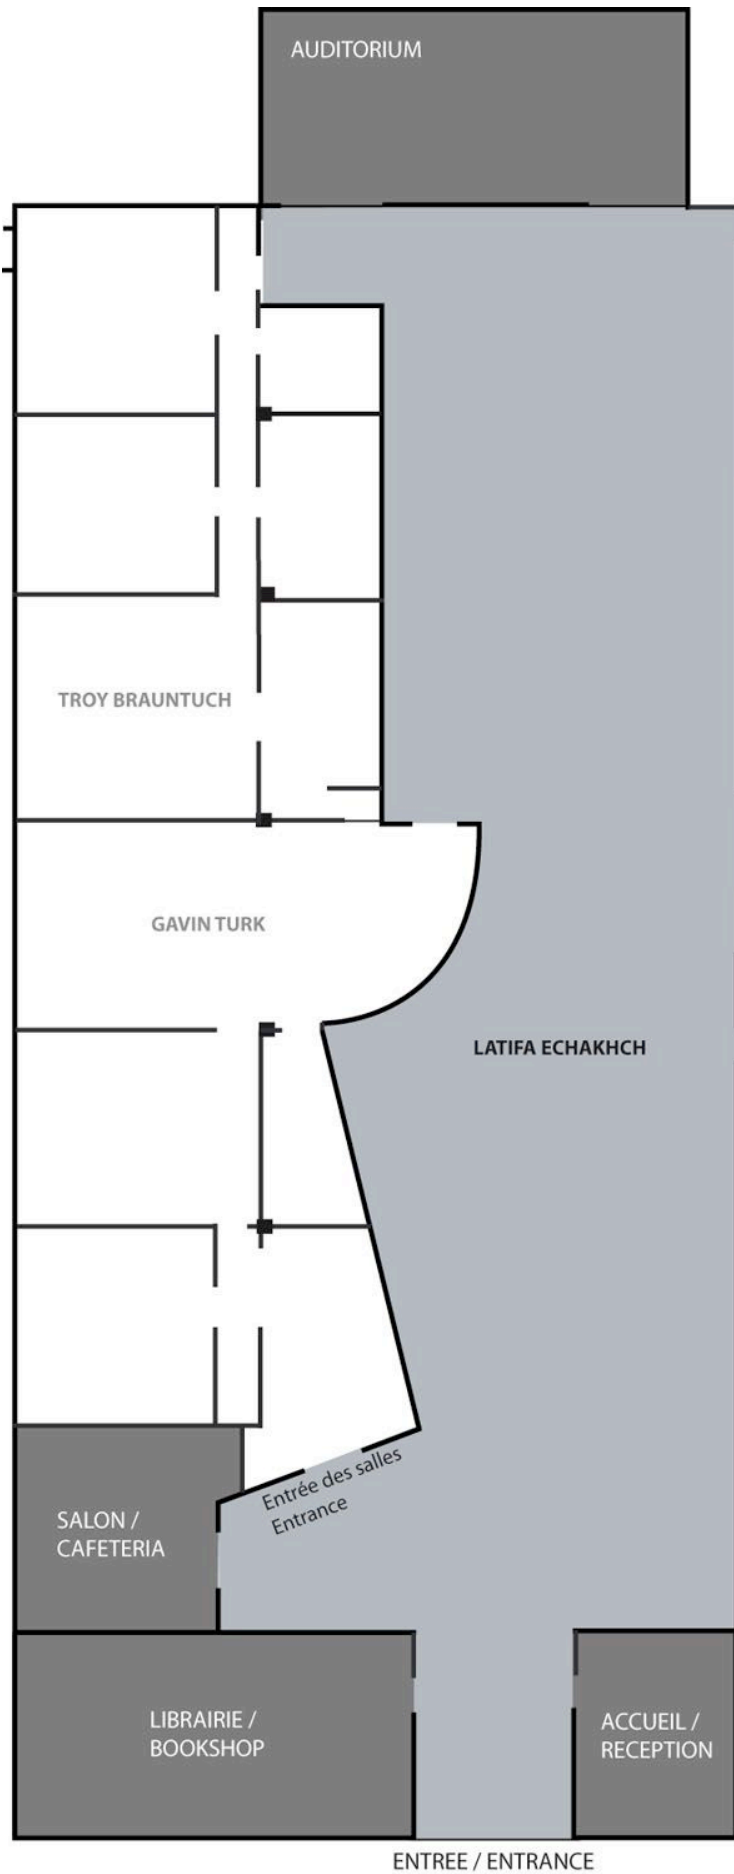 AUDITORIUM
TROY BRAUNTUCH
GAVIN TURK
LATIFA ECHAKHCH
Entrée des salles
Entrance
SALON /
CAFETERIA
LIBRAIRIE /
BOOKSHOP
ACCUEIL /
RECEPTION
ENTREE / ENTRANCE